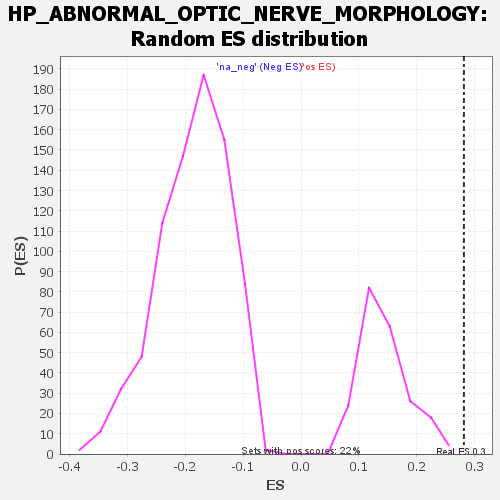 HP_ABNORMAL_OPTIC_NERVE_MORPHOLOGY:
Random ES distribution
'na_neg' (Neg ES) Pos ES)
P(ES)
190
180
170
160
150
140
130
120
110
100
90
80
70
60
50
40
30
20
10
0
Sets with pos scores: 22%
Real ES 0.3
-0.4 -0.3 -0.2 -0.1 0.0 0.1 0.2 0.3
ES